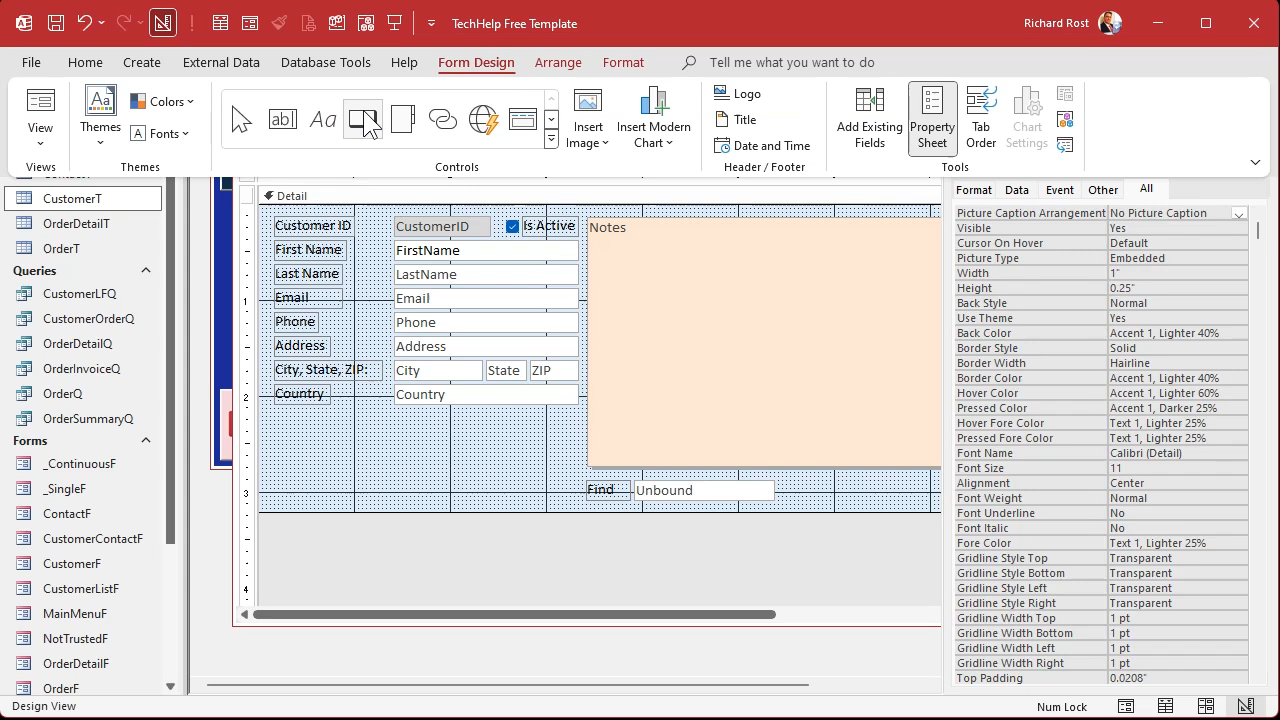 TechHelp Free Template
Richard Rost
File Home Create External Data Database Tools Help Form Design Arrange Format Tell me what you want to do
View
Views
Themes
Colors
Fonts
Themes
ab
Aa
Controls
Insert Image
Insert Modern Chart
Logo
Title
Date and Time
Header / Footer
Add Existing Fields
Property Sheet
Tab Order
Chart Settings
Tools
CustomerT
OrderDetailT
OrderT
Queries
CustomerLFQ
CustomerOrderQ
OrderDetailQ
OrderInvoiceQ
OrderQ
OrderSummaryQ
Forms
_ContinuousF
_SingleF
ContactF
CustomerContactF
CustomerF
CustomerListF
MainMenuF
NotTrustedF
OrderDetailF
OrderF
Detail
Customer ID CustomerID Is Active Notes
First Name FirstName
Last Name LastName
Email Email
1
Phone Phone
Address Address
City, State, ZIP: City State ZIP
Country Country
2
Find Unbound
3
4
Format Data Event Other All
Picture Caption Arrangement No Picture Caption
Visible Yes
Cursor On Hover Default
Picture Type Embedded
Width 1"
Height 0.25"
Back Style Normal
Use Theme Yes
Back Color Accent 1, Lighter 40%
Border Style Solid
Border Width Hairline
Border Color Accent 1, Lighter 40%
Hover Color Accent 1, Lighter 60%
Pressed Color Accent 1, Darker 25%
Hover Fore Color Text 1, Lighter 25%
Pressed Fore Color Text 1, Lighter 25%
Font Name Calibri (Detail)
Font Size 11
Alignment Center
Font Weight Normal
Font Underline No
Font Italic No
Fore Color Text 1, Lighter 25%
Gridline Style Top Transparent
Gridline Style Bottom Transparent
Gridline Style Left Transparent
Gridline Style Right Transparent
Gridline Width Top 1 pt
Gridline Width Bottom 1 pt
Gridline Width Left 1 pt
Gridline Width Right 1 pt
Top Padding 0.0208"
Design View
Num Lock